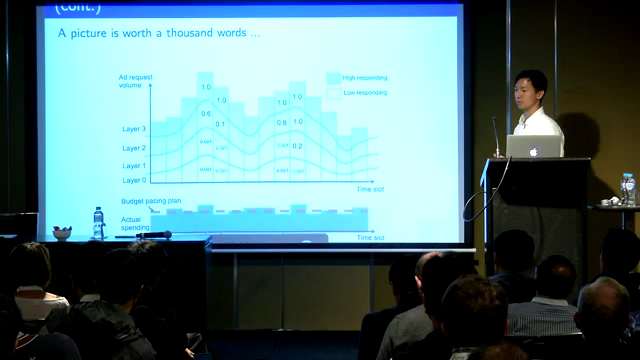 (cont.)
A picture is worth a thousand words ...
Ad request
volume
High responding
Low responding
1.0
1.0
1.0
1.0
0.6
0.1
0.8
1.0
0.2
Layer 3
Layer 2
Layer 1
Layer 0
Time slot
Budget pacing plan
Actual
spending
Time slot